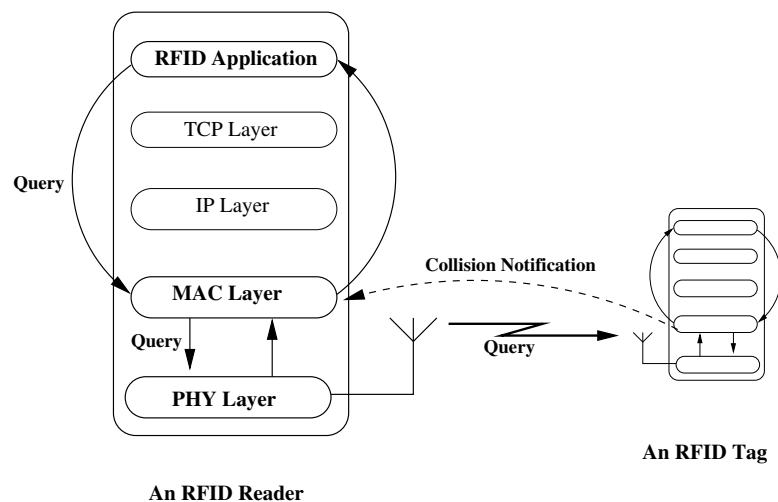 RFID Application
TCP Layer
Query
IP Layer
Collision Notification
MAC Layer
Query
Query
PHY Layer
An RFID Tag
An RFID Reader